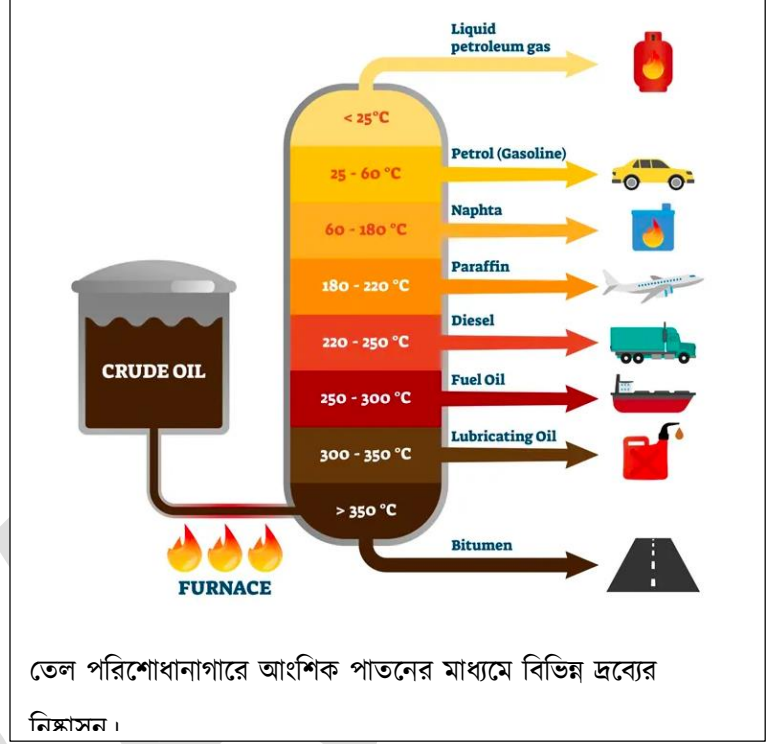 Liquid
petroleum gas
< 25°C
Petrol (Gasoline)
25 - 60 °C
Naphta
60 - 180 °C
Paraffin
180 - 220 °C
Diesel
220 - 250 °C
CRUDE OIL
Fuel Oil
250 - 300 °C
Lubricating Oil
300 - 350 °C
> 350 °C
Bitumen
FURNACE
তেল পরিশোধানাগারে আংশিক পাতনের মাধ্যমে বিভিন্ন দ্রব্যের
নিষ্কাসন।